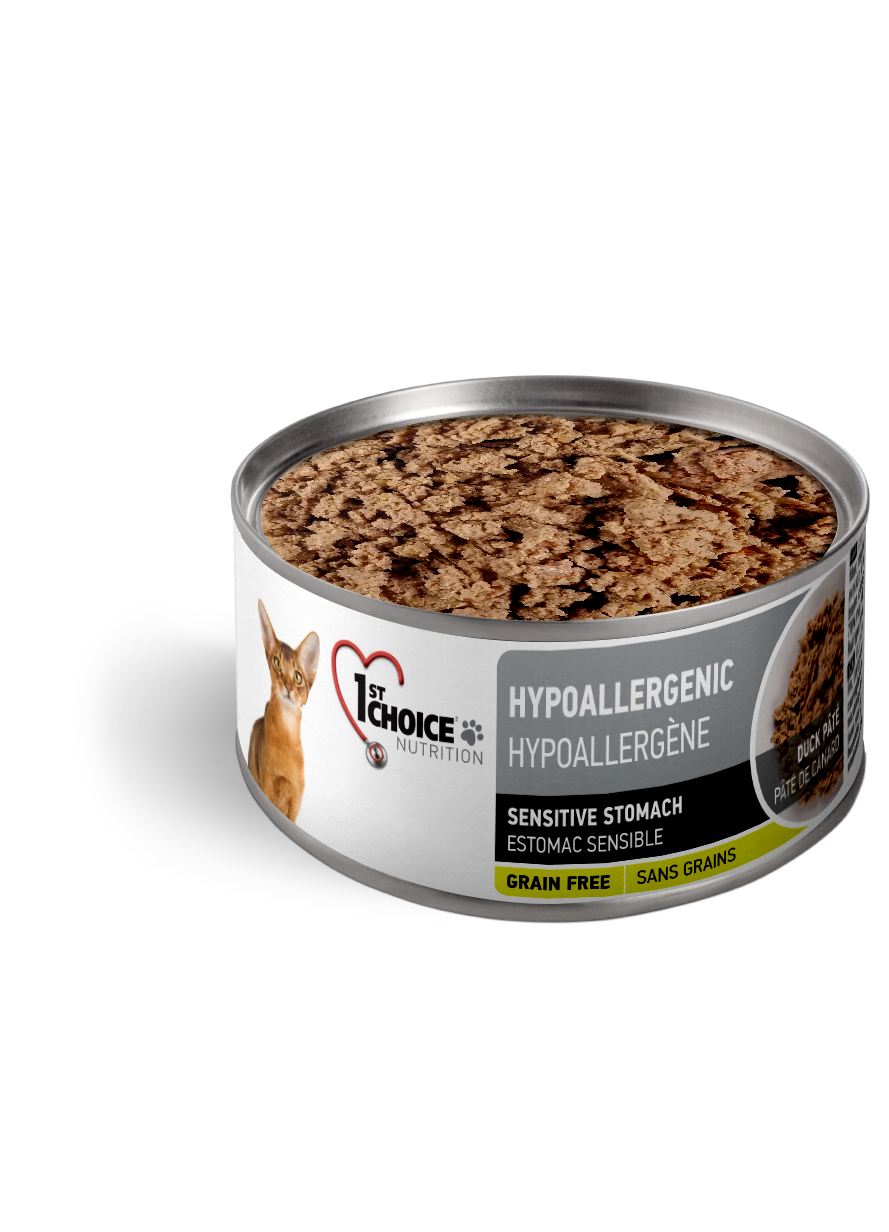 1ST
CHOICE
NUTRITION
HYPOALLERGENIC
HYPOALLERGÈNE
SENSITIVE STOMACH
ESTOMAC SENSIBLE
GRAIN FREE
SANS GRAINS
DUCK PÂTÉ
PÂTÉ DE CANARD